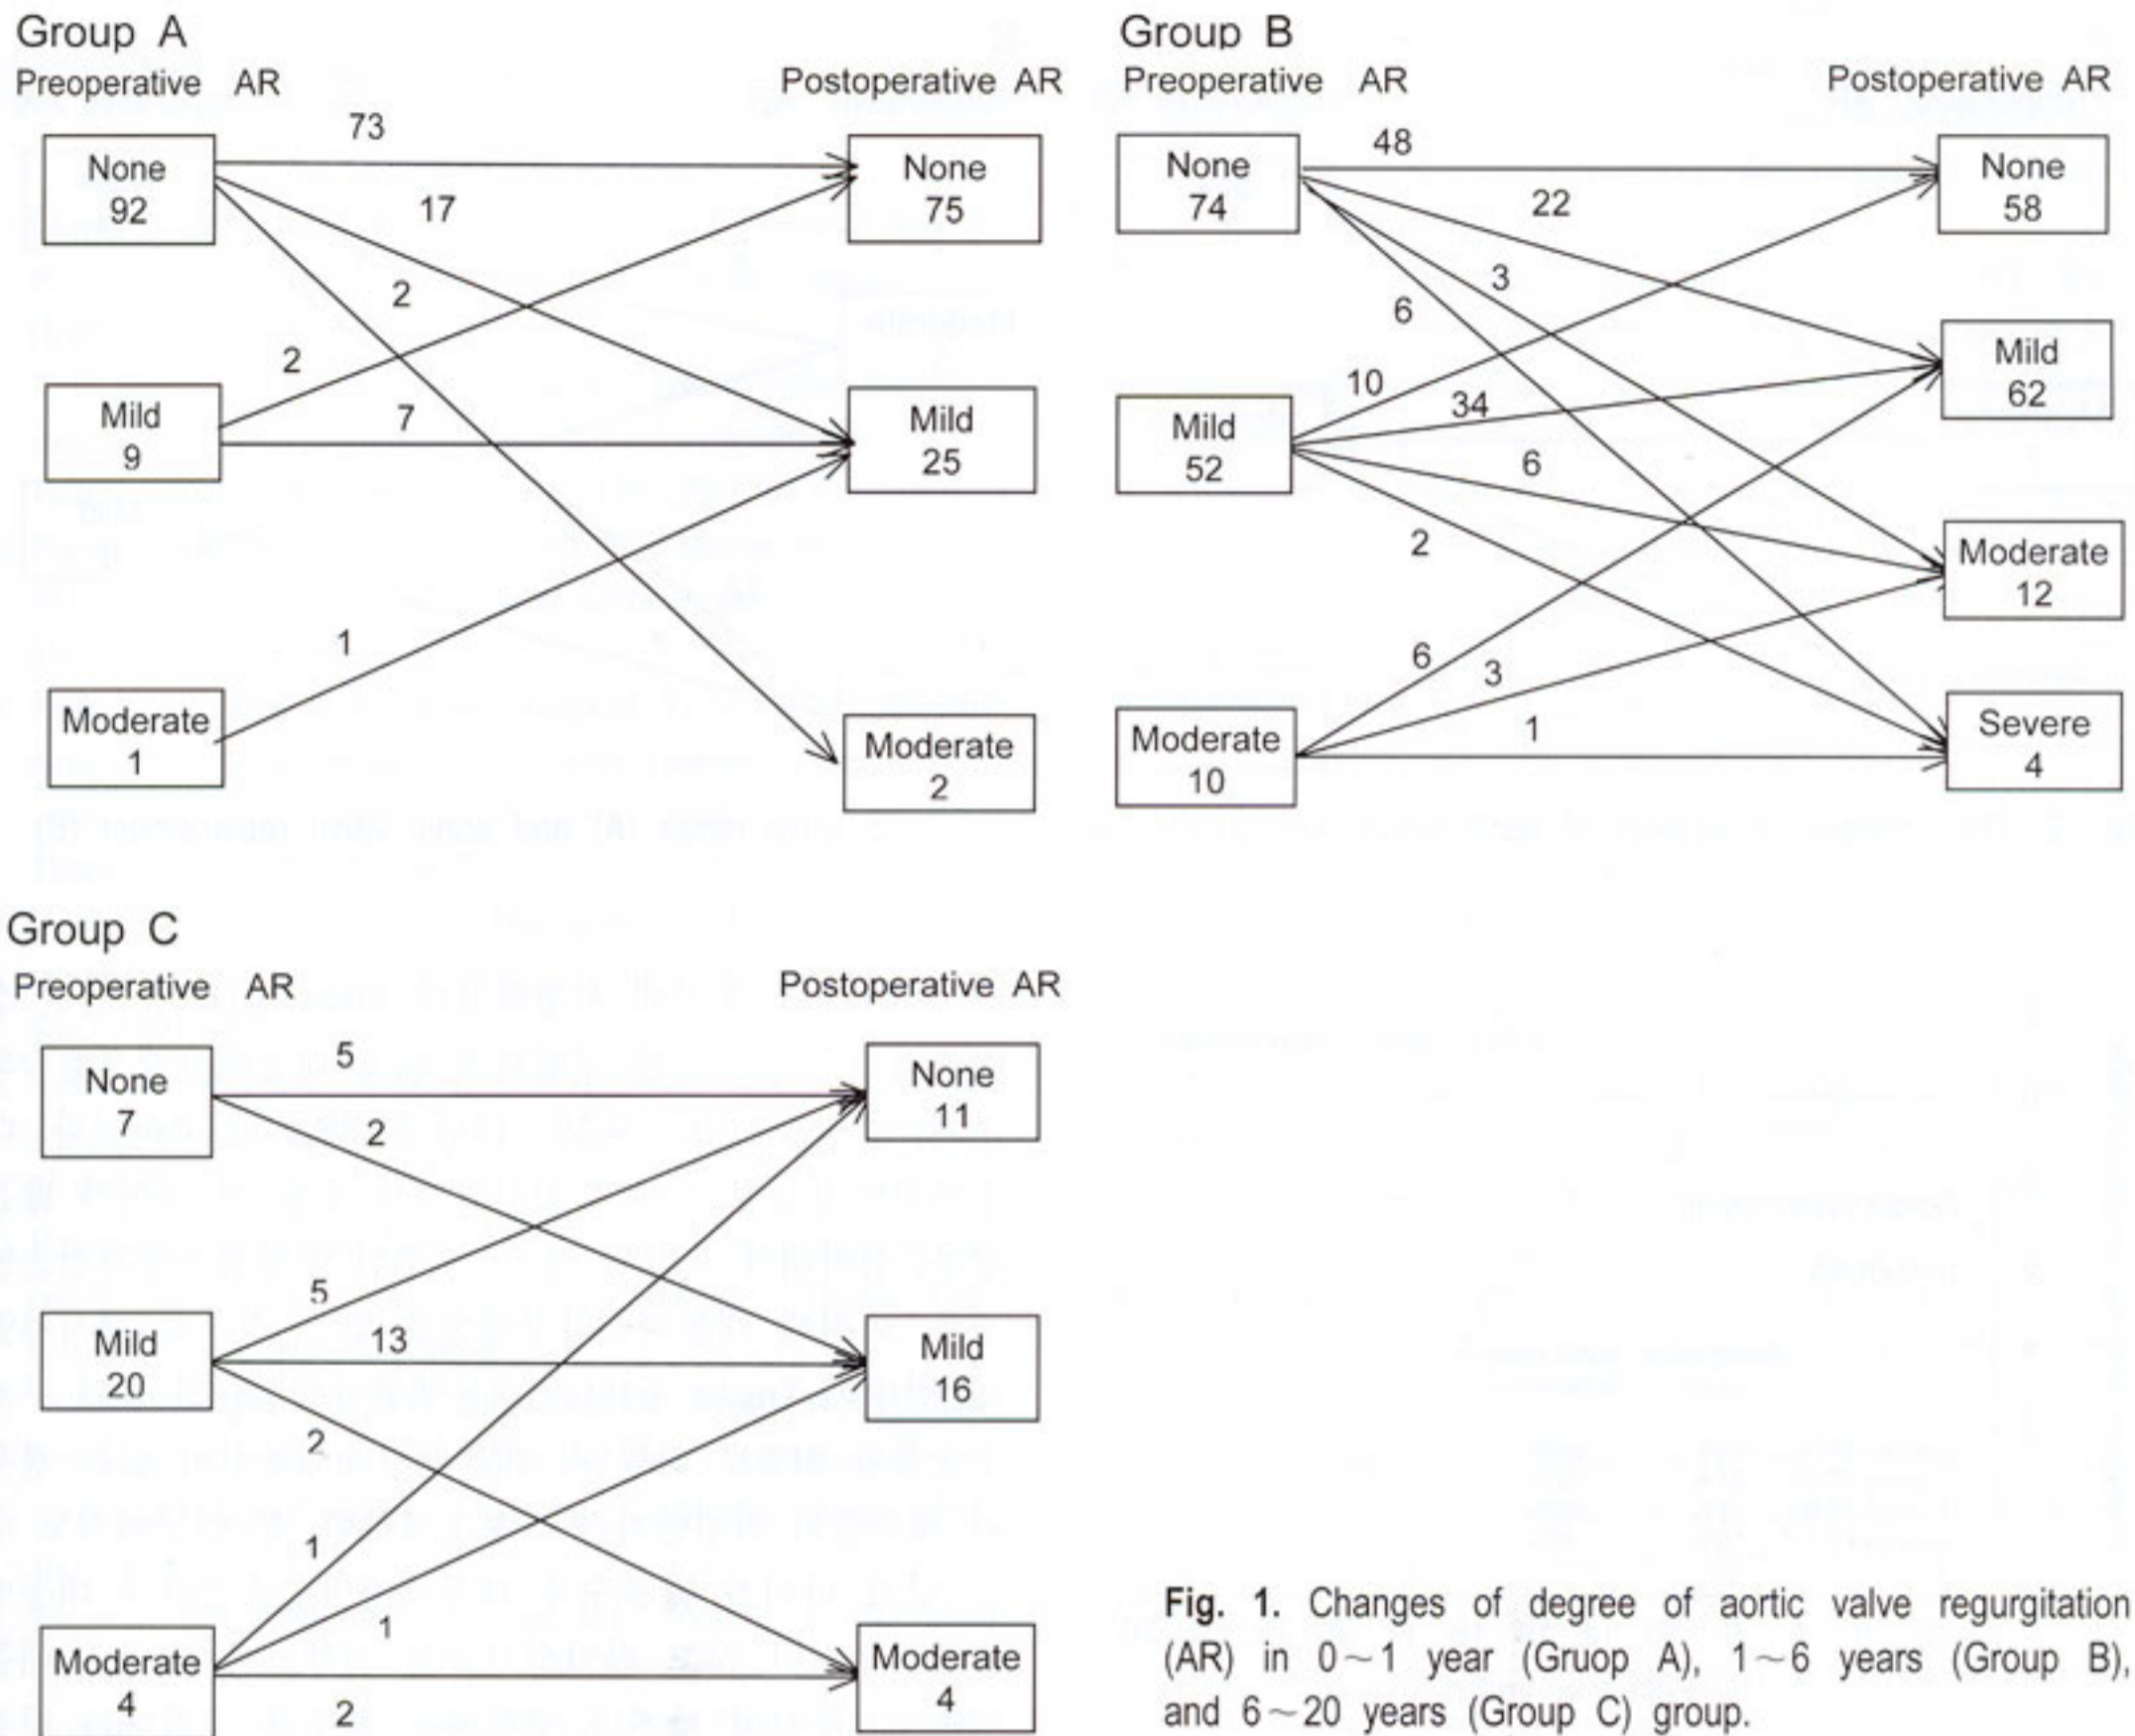 Group A
Preoperative AR
Postoperative AR
None
92
Mild
9
Moderate
1
73
17
2
2
7
1
None
75
Mild
25
Moderate
2
Group B
Preoperative AR
Postoperative AR
None
74
Mild
52
Moderate
10
48
22
3
6
10
34
6
2
6
3
1
None
58
Mild
62
Moderate
12
Severe
4
Group C
Preoperative AR
Postoperative AR
None
7
Mild
20
Moderate
4
5
2
5
13
2
1
1
2
None
11
Mild
16
Moderate
4
Fig. 1. Changes of degree of aortic valve regurgitation
(AR) in 0~1 year (Gruop A), 1~6 years (Group B),
and 6~20 years (Group C) group.